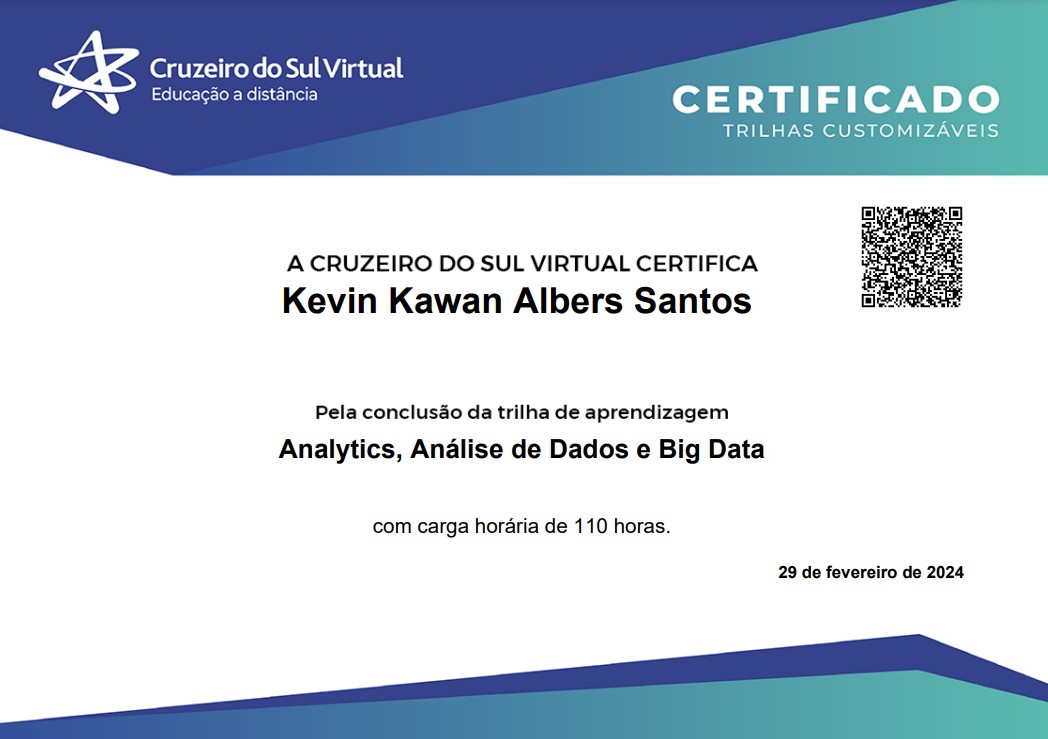 Cruzeiro do Sul Virtual
Educação a distância
CERTIFICADO
TRILHAS CUSTOMIZÁVEIS
A CRUZEIRO DO SUL VIRTUAL CERTIFICA
Kevin Kawan Albers Santos
Pela conclusão da trilha de aprendizagem
Analytics, Análise de Dados e Big Data
com carga horária de 110 horas.
29 de fevereiro de 2024